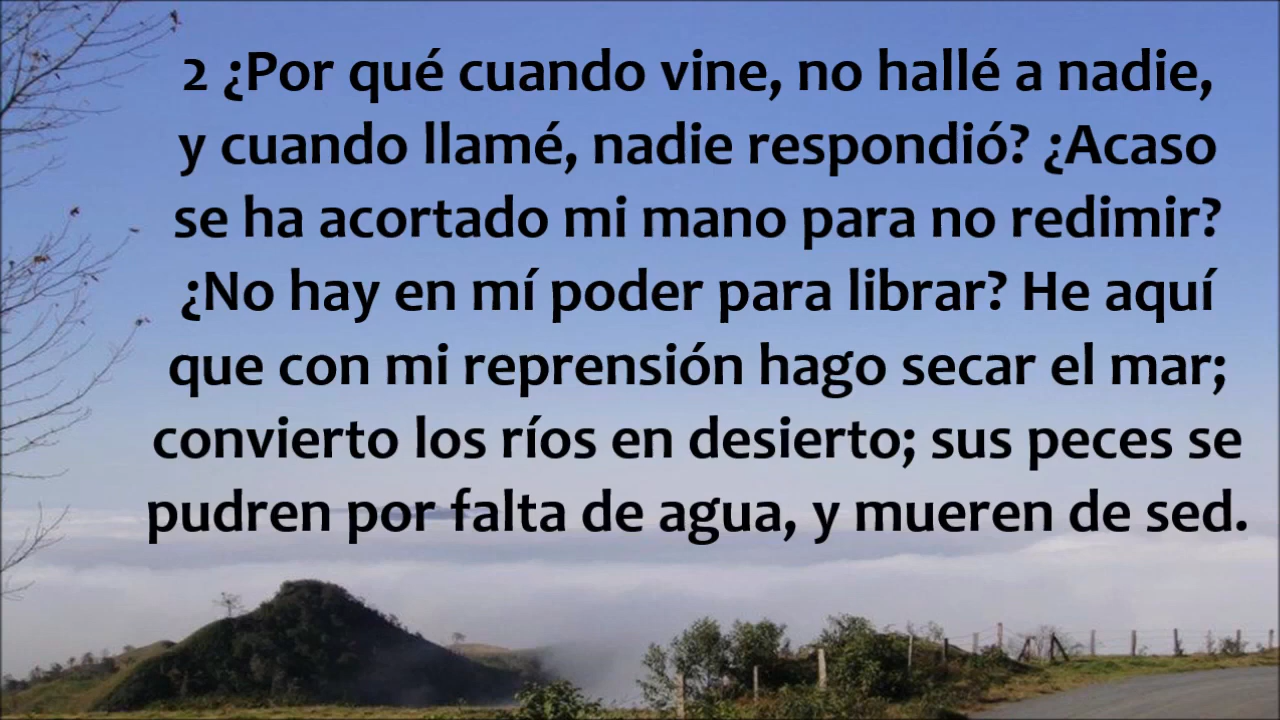 2 ¿Por qué cuando vine, no hallé a nadie,
y cuando llamé, nadie respondió? ¿Acaso
se ha acortado mi mano para no redimir?
¿No hay en mí poder para librar? He aquí
que con mi reprensión hago secar el mar;
convierto los ríos en desierto; sus peces se
pudren por falta de agua, y mueren de sed.